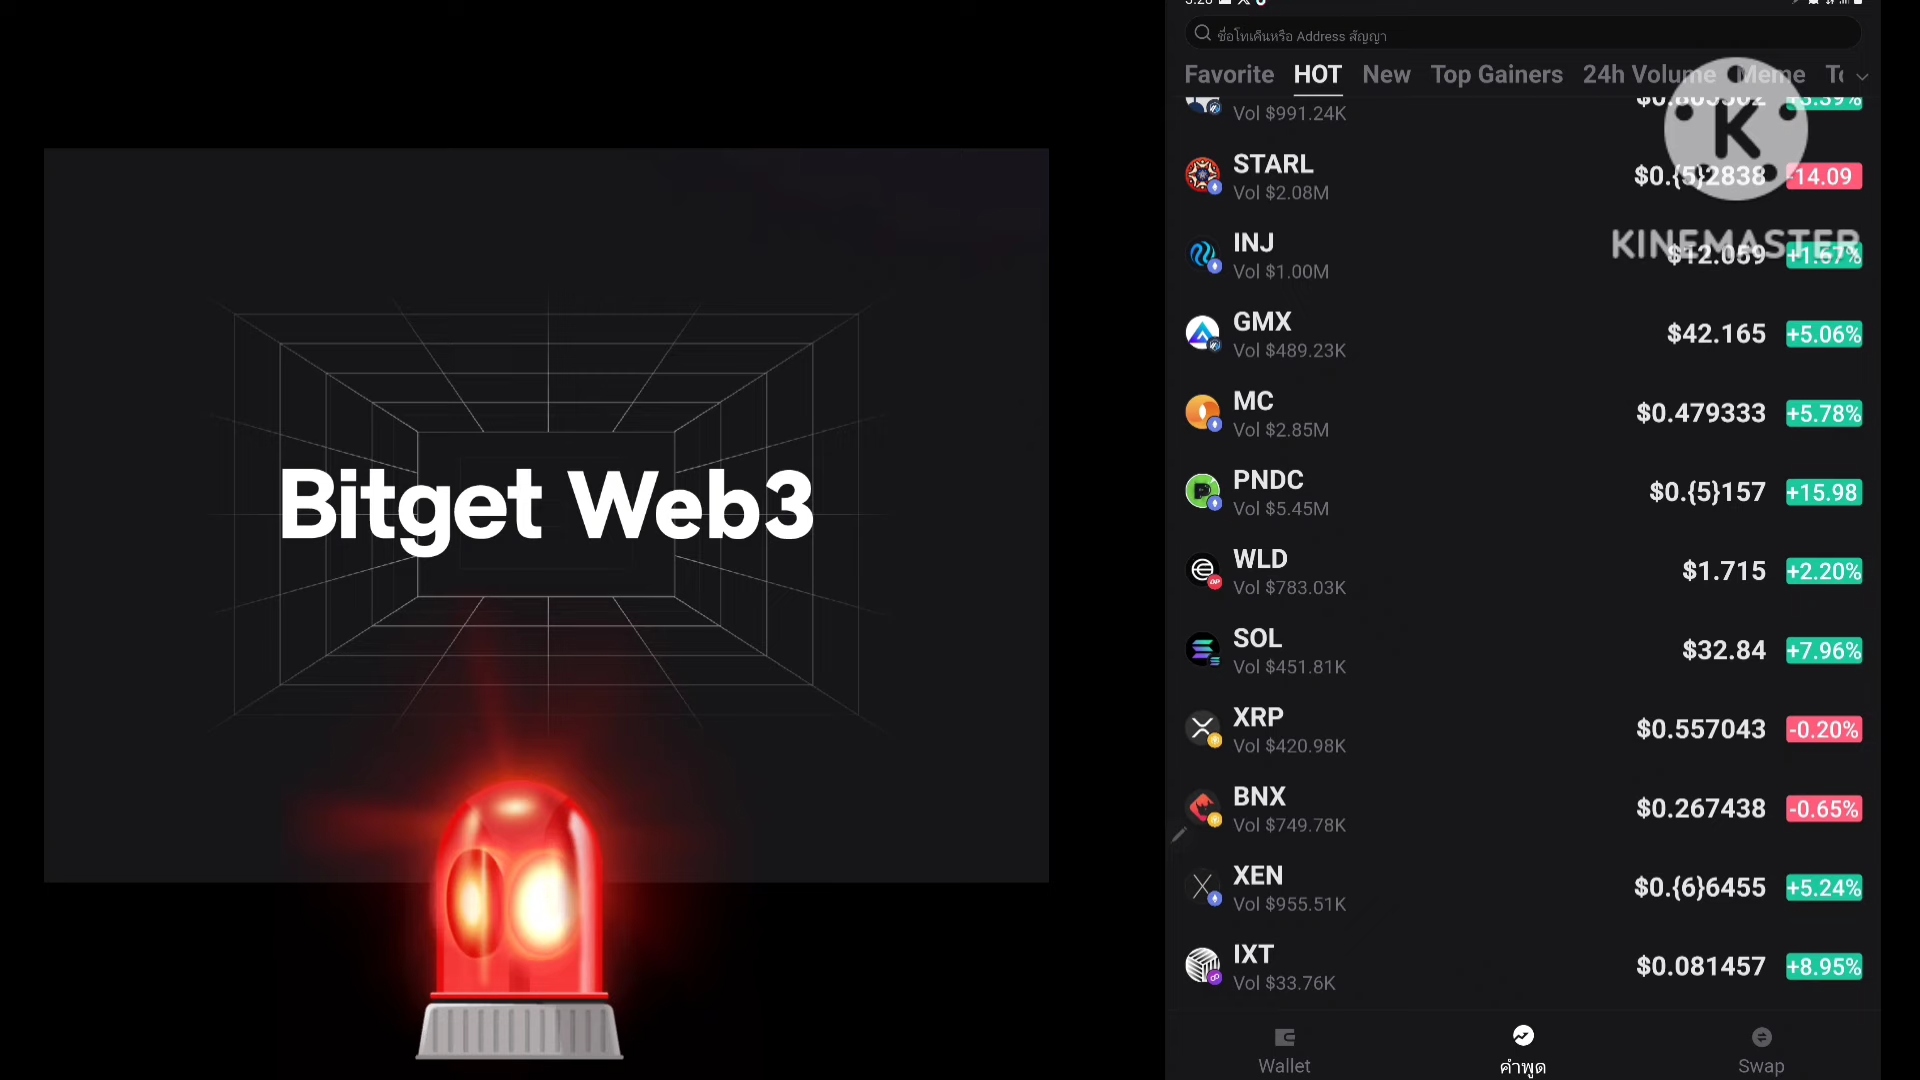 Bitget Web3
ชื่อโทเค็นหรือ Address สัญญา
Favorite HOT New Top Gainers 24h Volume Meme
Vol $991.24K
STARL
Vol $2.08M
$0.{5}2838 -14.09
INJ
Vol $1.00M
$12.059 +1.67%
KINEMASTER
GMX
Vol $489.23K
$42.165 +5.06%
MC
Vol $2.85M
$0.479333 +5.78%
PNDC
Vol $5.45M
$0.{5}157 +15.98
WLD
Vol $783.03K
$1.715 +2.20%
SOL
Vol $451.81K
$32.84 +7.96%
XRP
Vol $420.98K
$0.557043 -0.20%
BNX
Vol $749.78K
$0.267438 -0.65%
XEN
Vol $955.51K
$0.{6}6455 +5.24%
IXT
Vol $33.76K
$0.081457 +8.95%
Wallet คำพูด Swap